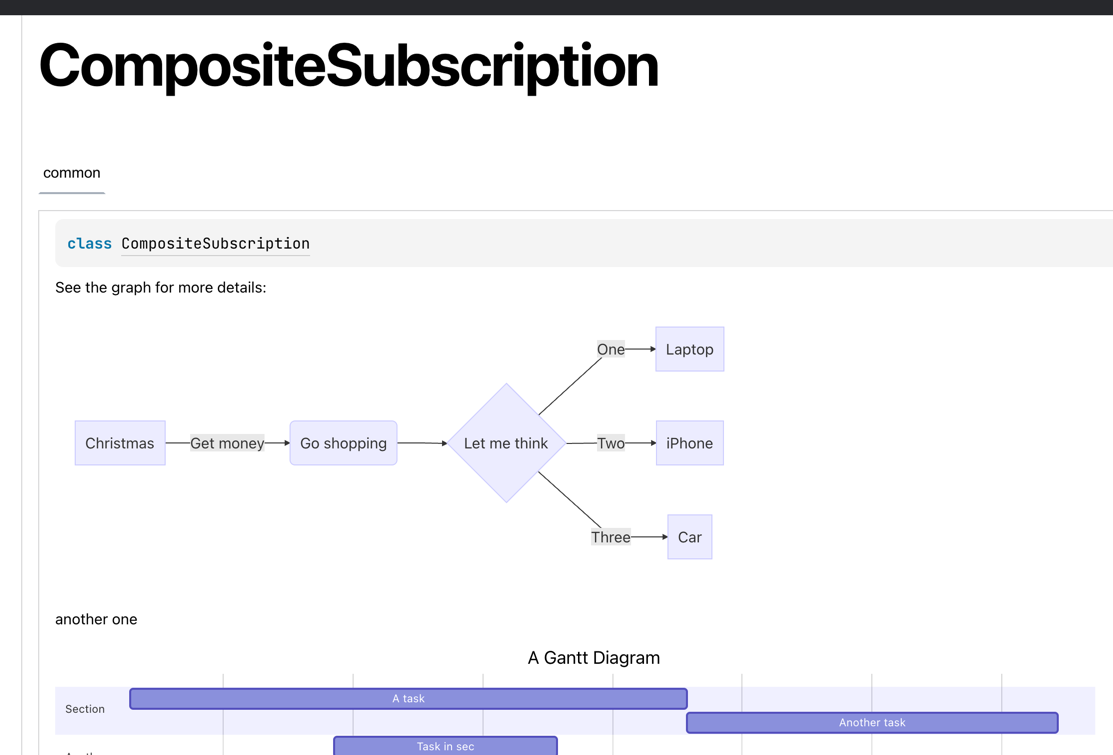 CompositeSubscription
common
class CompositeSubscription
See the graph for more details:
One
Laptop
Christmas
Get money
Go shopping
Let me think
Two
iPhone
Three
Car
another one
A Gantt Diagram
Section
A task
Another task
Task in sec